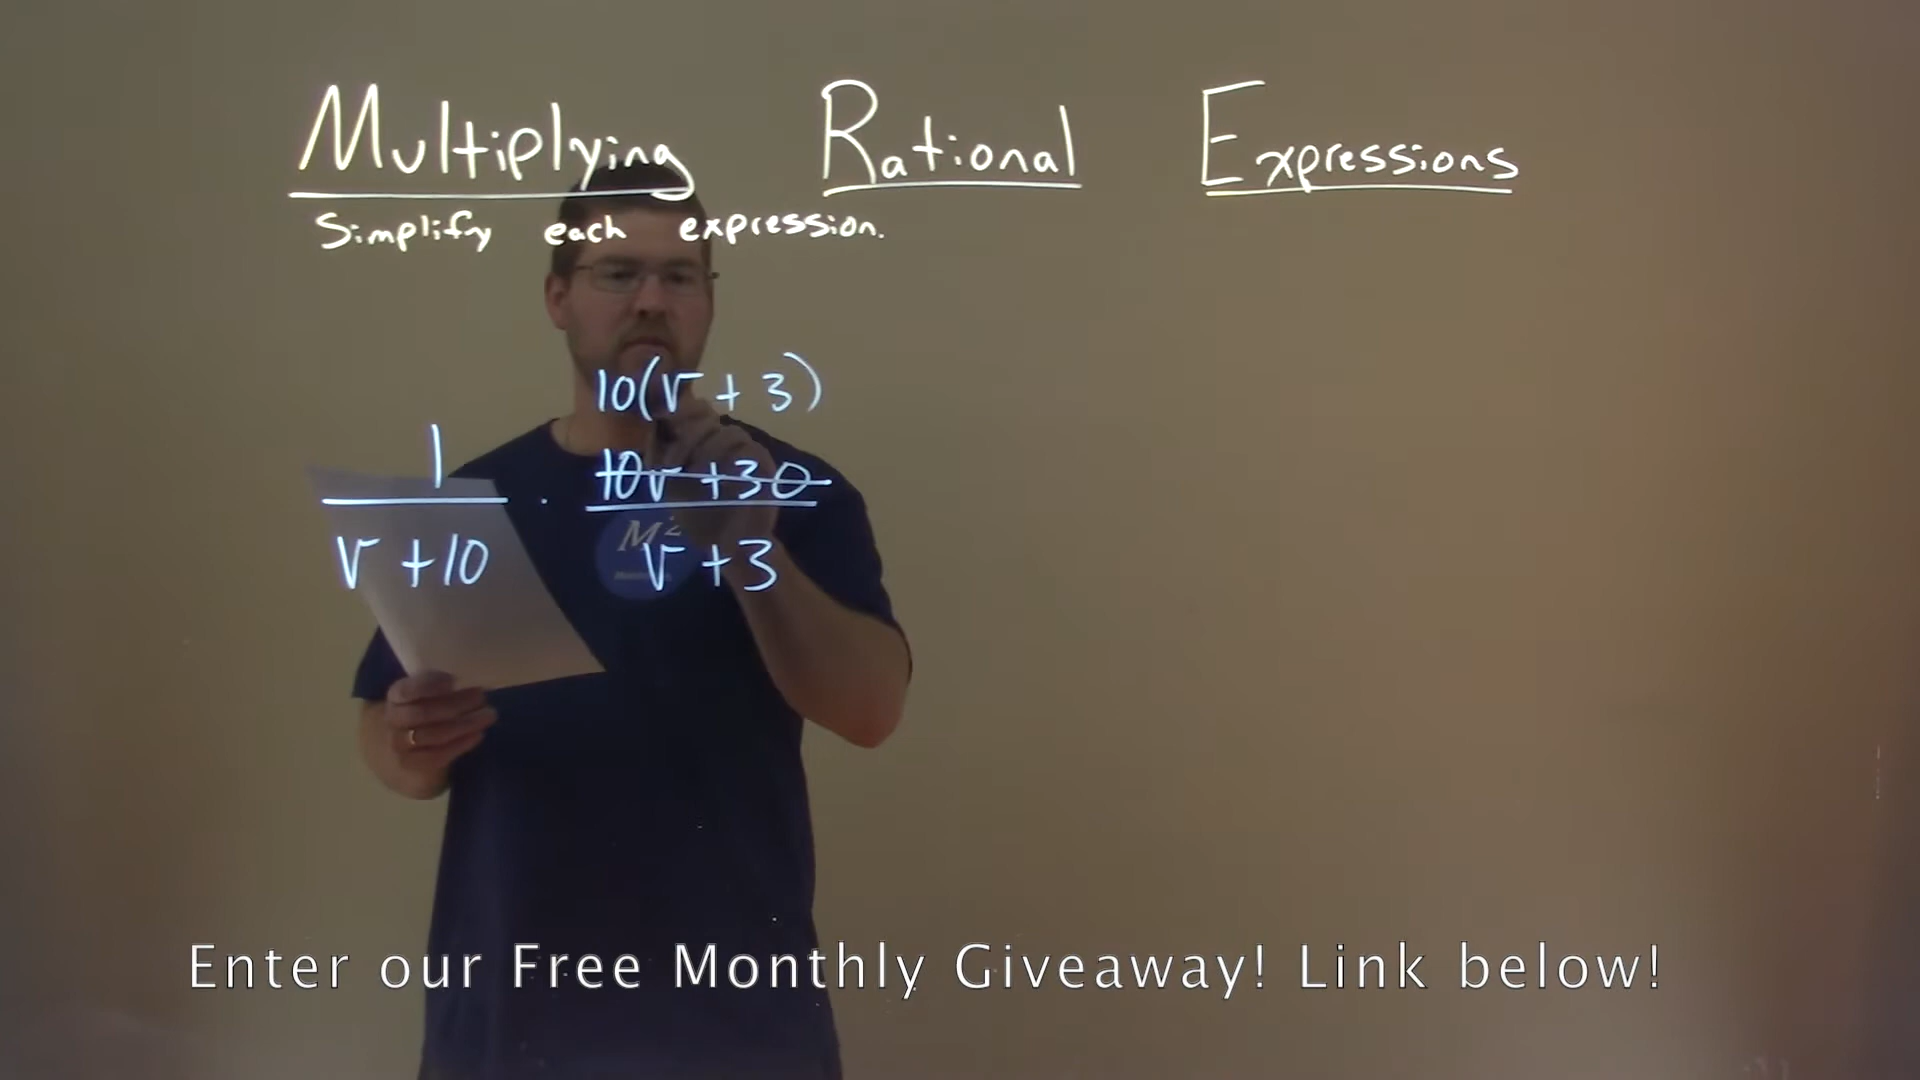 Multiplying Rational Expressions
Simplify each expression.
10(v + 3)
1 · 10v + 30
v + 10 v + 3
M²
Enter our Free Monthly Giveaway! Link below!